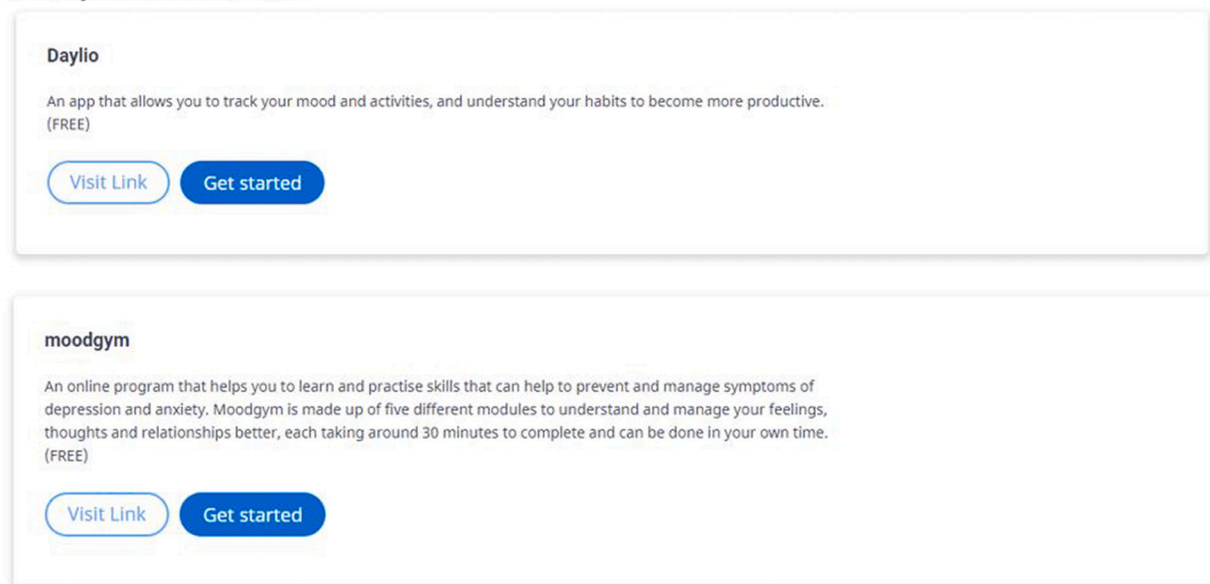 Daylio
An app that allows you to track your mood and activities, and understand your habits to become more productive.
(FREE)
Visit Link
Get started
moodgym
An online program that helps you to learn and practise skills that can help to prevent and manage symptoms of
depression and anxiety. Moodgym is made up of five different modules to understand and manage your feelings,
thoughts and relationships better, each taking around 30 minutes to complete and can be done in your own time.
(FREE)
Visit Link
Get started